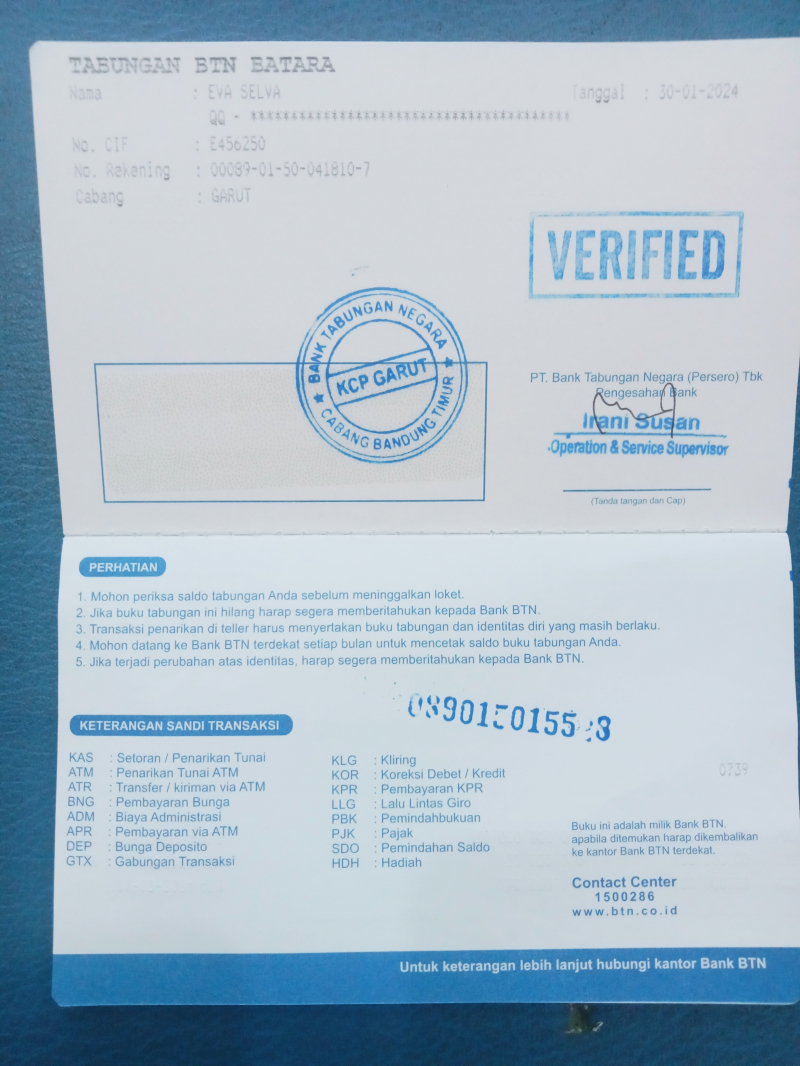 TABUNGAN BTN BATARA
Nama : EVA SELVA Tanggal : 30-01-2024
QQ - ****************************************
No. CIF : E456250
No. Rekening : 00089-01-50-041810-7
Cabang : GARUT
VERIFIED
BANK TABUNGAN NEGARA
KCP GARUT
CABANG BANDUNG TIMUR
PT. Bank Tabungan Negara (Persero) Tbk
Pengesahan Bank
Irani Susan
Operation & Service Supervisor
(Tanda tangan dan Cap)
PERHATIAN
1. Mohon periksa saldo tabungan Anda sebelum meninggalkan loket.
2. Jika buku tabungan ini hilang harap segera memberitahukan kepada Bank BTN.
3. Transaksi penarikan di teller harus menyertakan buku tabungan dan identitas diri yang masih berlaku.
4. Mohon datang ke Bank BTN terdekat setiap bulan untuk mencetak saldo buku tabungan Anda.
5. Jika terjadi perubahan atas identitas, harap segera memberitahukan kepada Bank BTN.
KETERANGAN SANDI TRANSAKSI
KAS : Setoran / Penarikan Tunai
ATM : Penarikan Tunai ATM
ATR : Transfer / kiriman via ATM
BNG : Pembayaran Bunga
ADM : Biaya Administrasi
APR : Pembayaran via ATM
DEP : Bunga Deposito
GTX : Gabungan Transaksi
KLG : Kliring
KOR : Koreksi Debet / Kredit
KPR : Pembayaran KPR
LLG : Lalu Lintas Giro
PBK : Pemindahbukuan
PJK : Pajak
SDO : Pemindahan Saldo
HDH : Hadiah
0739
Buku ini adalah milik Bank BTN.
apabila ditemukan harap dikembalikan
ke kantor Bank BTN terdekat.
Contact Center
1500286
www.btn.co.id
Untuk keterangan lebih lanjut hubungi kantor Bank BTN